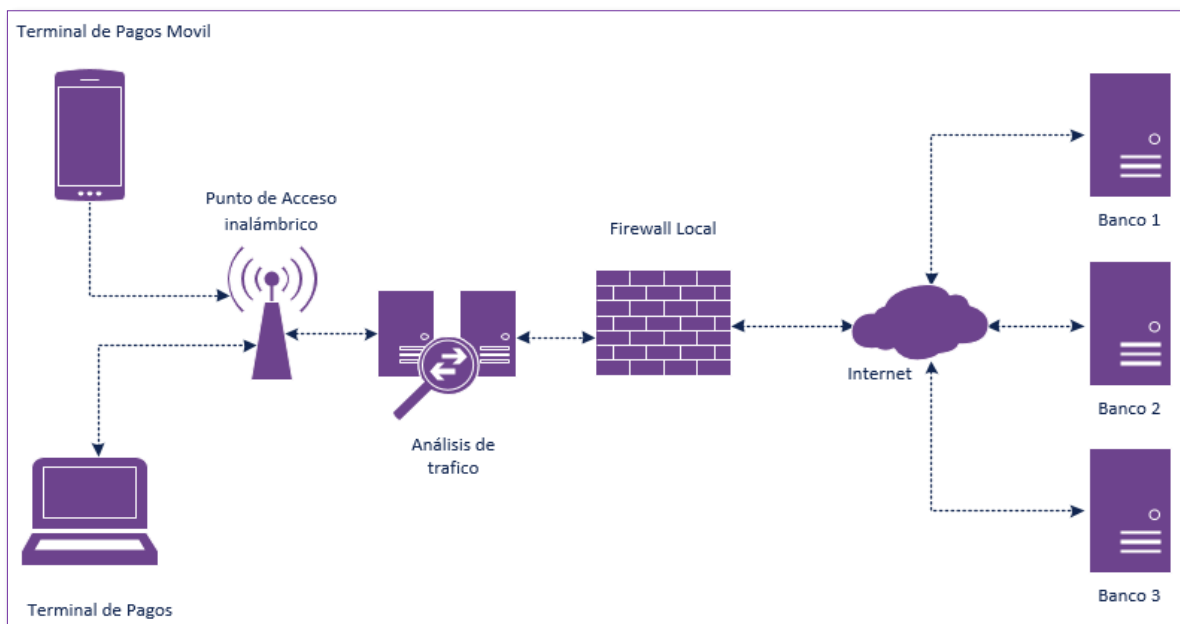 Terminal de Pagos Movil
Punto de Acceso
inalámbrico
Firewall Local
Banco 1
Internet
Banco 2
Análisis de
trafico
Banco 3
Terminal de Pagos